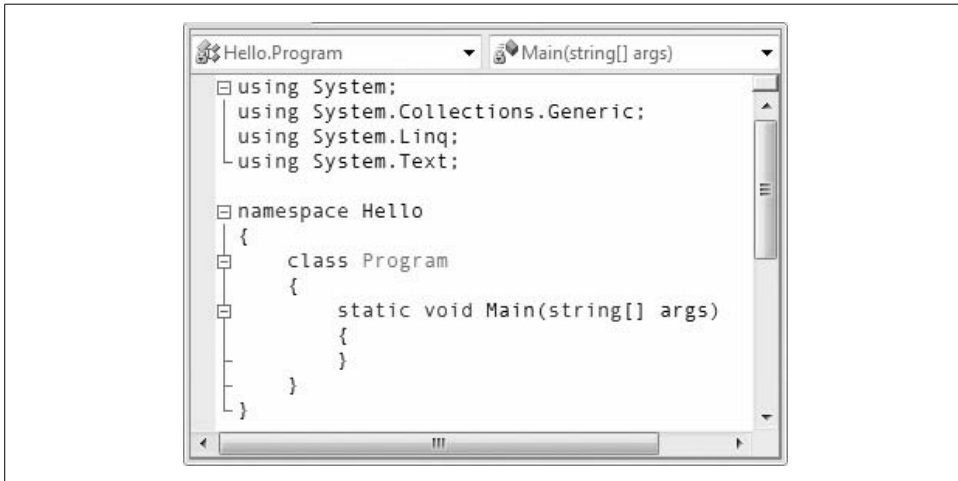 Hello.Program Main(string[] args)
using System;
using System.Collections.Generic;
using System.Linq;
using System.Text;
namespace Hello
{
class Program
{
static void Main(string[] args)
{
}
}
}